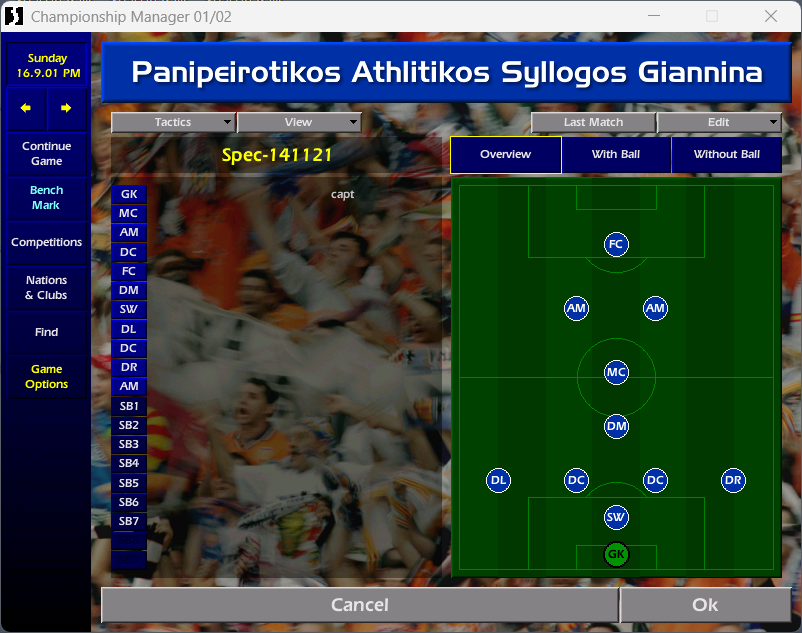 Championship Manager 01/02
Sunday
16.9.01 PM
Continue
Game
Bench
Mark
Competitions
Nations
& Clubs
Find
Game
Options
Panipeirotikos Athlitikos Syllogos Giannina
Tactics
View
Last Match
Edit
Spec-141121
Overview
With Ball
Without Ball
GK
capt
MC
AM
DC
FC
DM
SW
DL
DC
DR
AM
SB1
SB2
SB3
SB4
SB5
SB6
SB7
FC
AM
AM
MC
DM
DL
DC
DC
DR
SW
GK
Cancel
Ok